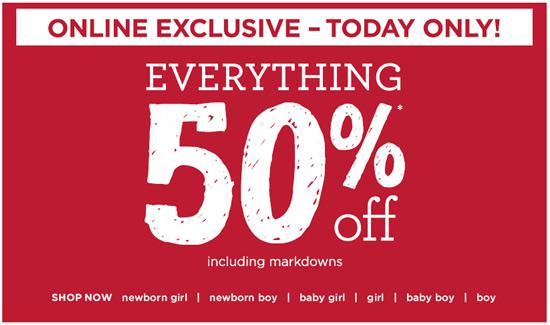 ONLINE EXCLUSIVE – TODAY ONLY!
EVERYTHING
50%*
off
including markdowns
SHOP NOW newborn girl | newborn boy | baby girl | girl | baby boy | boy